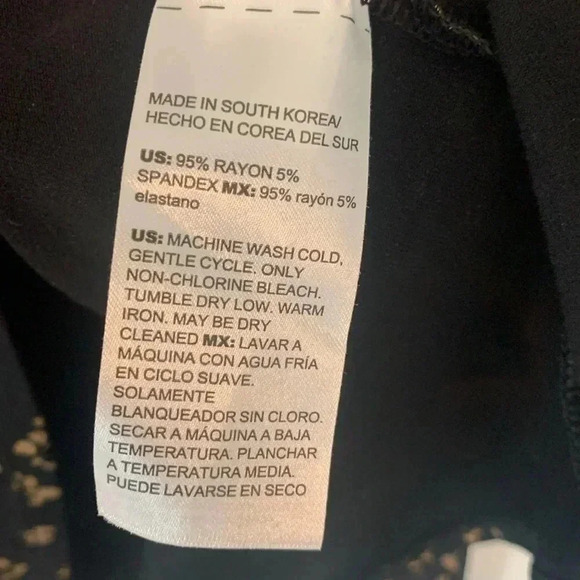 MADE IN SOUTH KOREA/
HECHO EN COREA DEL SUR
US: 95% RAYON 5%
SPANDEX MX: 95% rayón 5%
elastano
US: MACHINE WASH COLD,
GENTLE CYCLE. ONLY
NON-CHLORINE BLEACH.
TUMBLE DRY LOW. WARM
IRON. MAY BE DRY
CLEANED MX: LAVAR A
MÁQUINA CON AGUA FRÍA
EN CICLO SUAVE.
SOLAMENTE
BLANQUEADOR SIN CLORO.
SECAR A MÁQUINA A BAJA
TEMPERATURA. PLANCHAR
A TEMPERATURA MEDIA.
PUEDE LAVARSE EN SECO